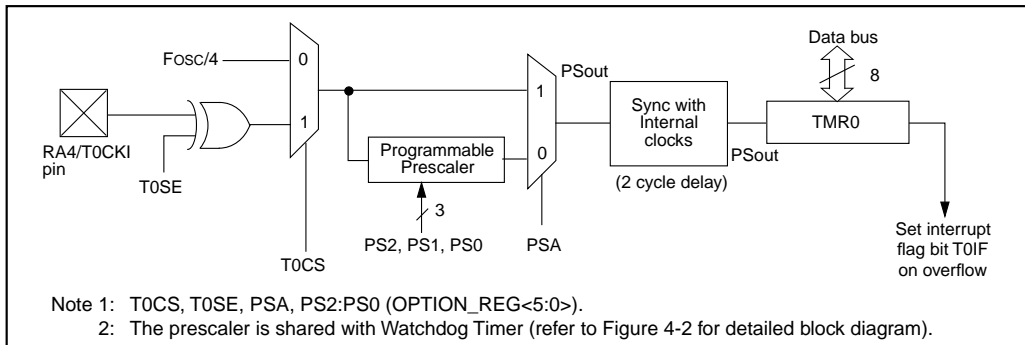 Data bus
FOSC/4
0
PSout
8
1
Sync with
Internal
clocks
TMR0
1
RA4/T0CKI
pin
Programmable
Prescaler
0
PSout
T0SE
(2 cycle delay)
3
PS2, PS1, PS0
PSA
Set interrupt
flag bit T0IF
on overflow
T0CS
Note 1: T0CS, T0SE, PSA, PS2:PS0 (OPTION_REG<5:0>).
2: The prescaler is shared with Watchdog Timer (refer to Figure 4-2 for detailed block diagram).